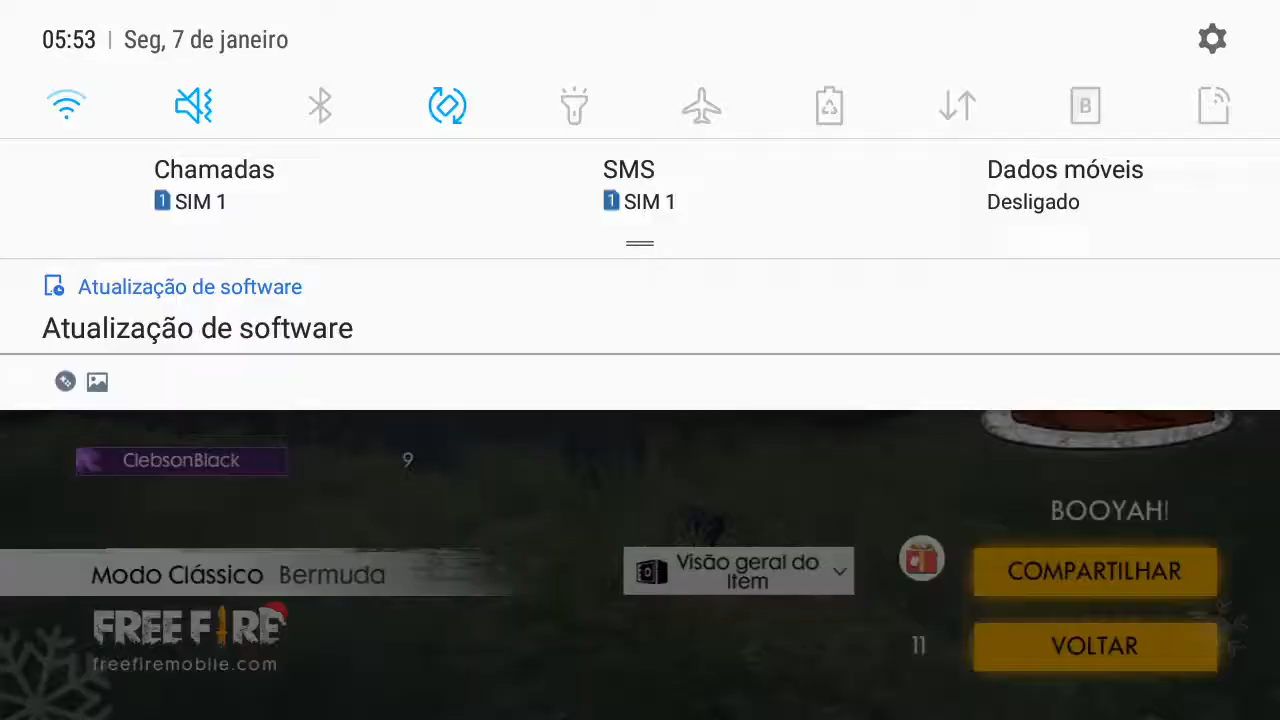 05:53 | Seg, 7 de janeiro
B
Chamadas
SMS
Dados móveis
1 SIM 1
1 SIM 1
Desligado
Atualização de software
Atualização de software
ClebsonBlack
9
BOOYAH!
Modo Clássico Bermuda
Visão geral do
Item
COMPARTILHAR
FREE FIRE
freefiremobile.com
11
VOLTAR